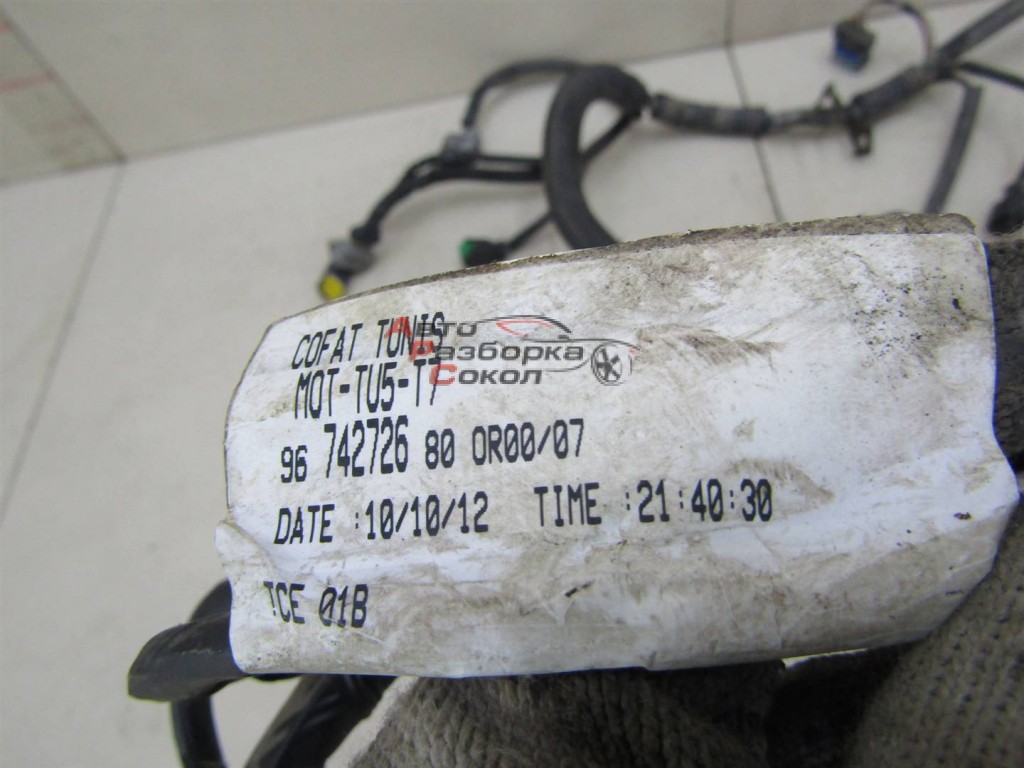 COFAT TUNIS
MOT-TU5-T7
96 742726 80 OR00/07
DATE :10/10/12 TIME :21:40:30
TCE 01B
Авто
Разборка
Сокол